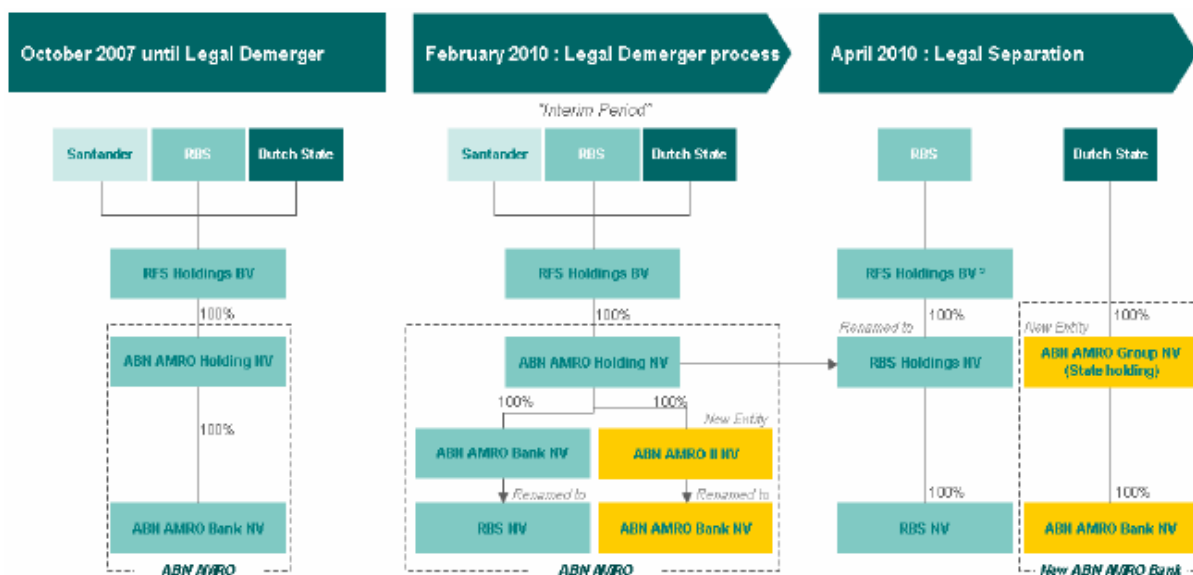 October 2007 until Legal Demerger
February 2010 : Legal Demerger process
April 2010 : Legal Separation
"Interim Period"
Santander
RBS
Dutch State
Santander
RBS
Dutch State
RBS
Dutch State
RFS Holdings BV
RFS Holdings BV
RFS Holdings BV
100%
100%
100%
100%
Renamed to
New Entity
ABN AMRO Holding NV
ABN AMRO Holding NV
RBS Holdings NV
ABN AMRO Group NV
(State holding)
100%
100%
100%
New Entity
ABN AMRO Bank NV
ABN AMRO II NV
Renamed to
Renamed to
100%
100%
ABN AMRO Bank NV
RBS NV
ABN AMRO Bank NV
RBS NV
ABN AMRO Bank NV
ABN AMRO
ABN AMRO
New ABN AMRO Bank